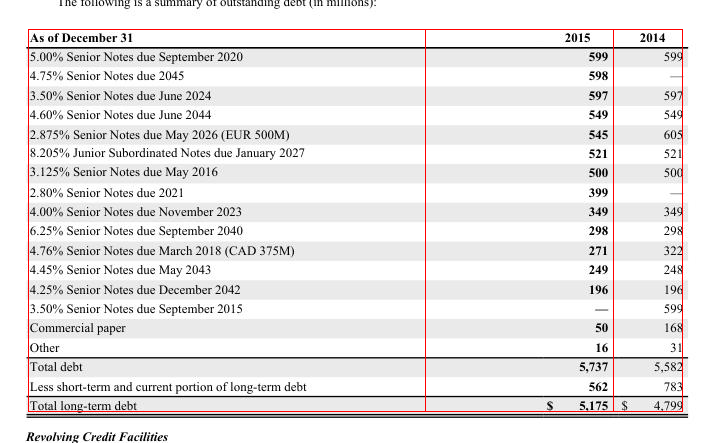 The following is a summary of outstanding debt (in millions):
As of December 31 2015 2014
5.00% Senior Notes due September 2020 599 599
4.75% Senior Notes due 2045 598 —
3.50% Senior Notes due June 2024 597 597
4.60% Senior Notes due June 2044 549 549
2.875% Senior Notes due May 2026 (EUR 500M) 545 605
8.205% Junior Subordinated Notes due January 2027 521 521
3.125% Senior Notes due May 2016 500 500
2.80% Senior Notes due 2021 399 —
4.00% Senior Notes due November 2023 349 349
6.25% Senior Notes due September 2040 298 298
4.76% Senior Notes due March 2018 (CAD 375M) 271 322
4.45% Senior Notes due May 2043 249 248
4.25% Senior Notes due December 2042 196 196
3.50% Senior Notes due September 2015 — 599
Commercial paper 50 168
Other 16 31
Total debt 5,737 5,582
Less short-term and current portion of long-term debt 562 783
Total long-term debt $ 5,175 $ 4,799
Revolving Credit Facilities